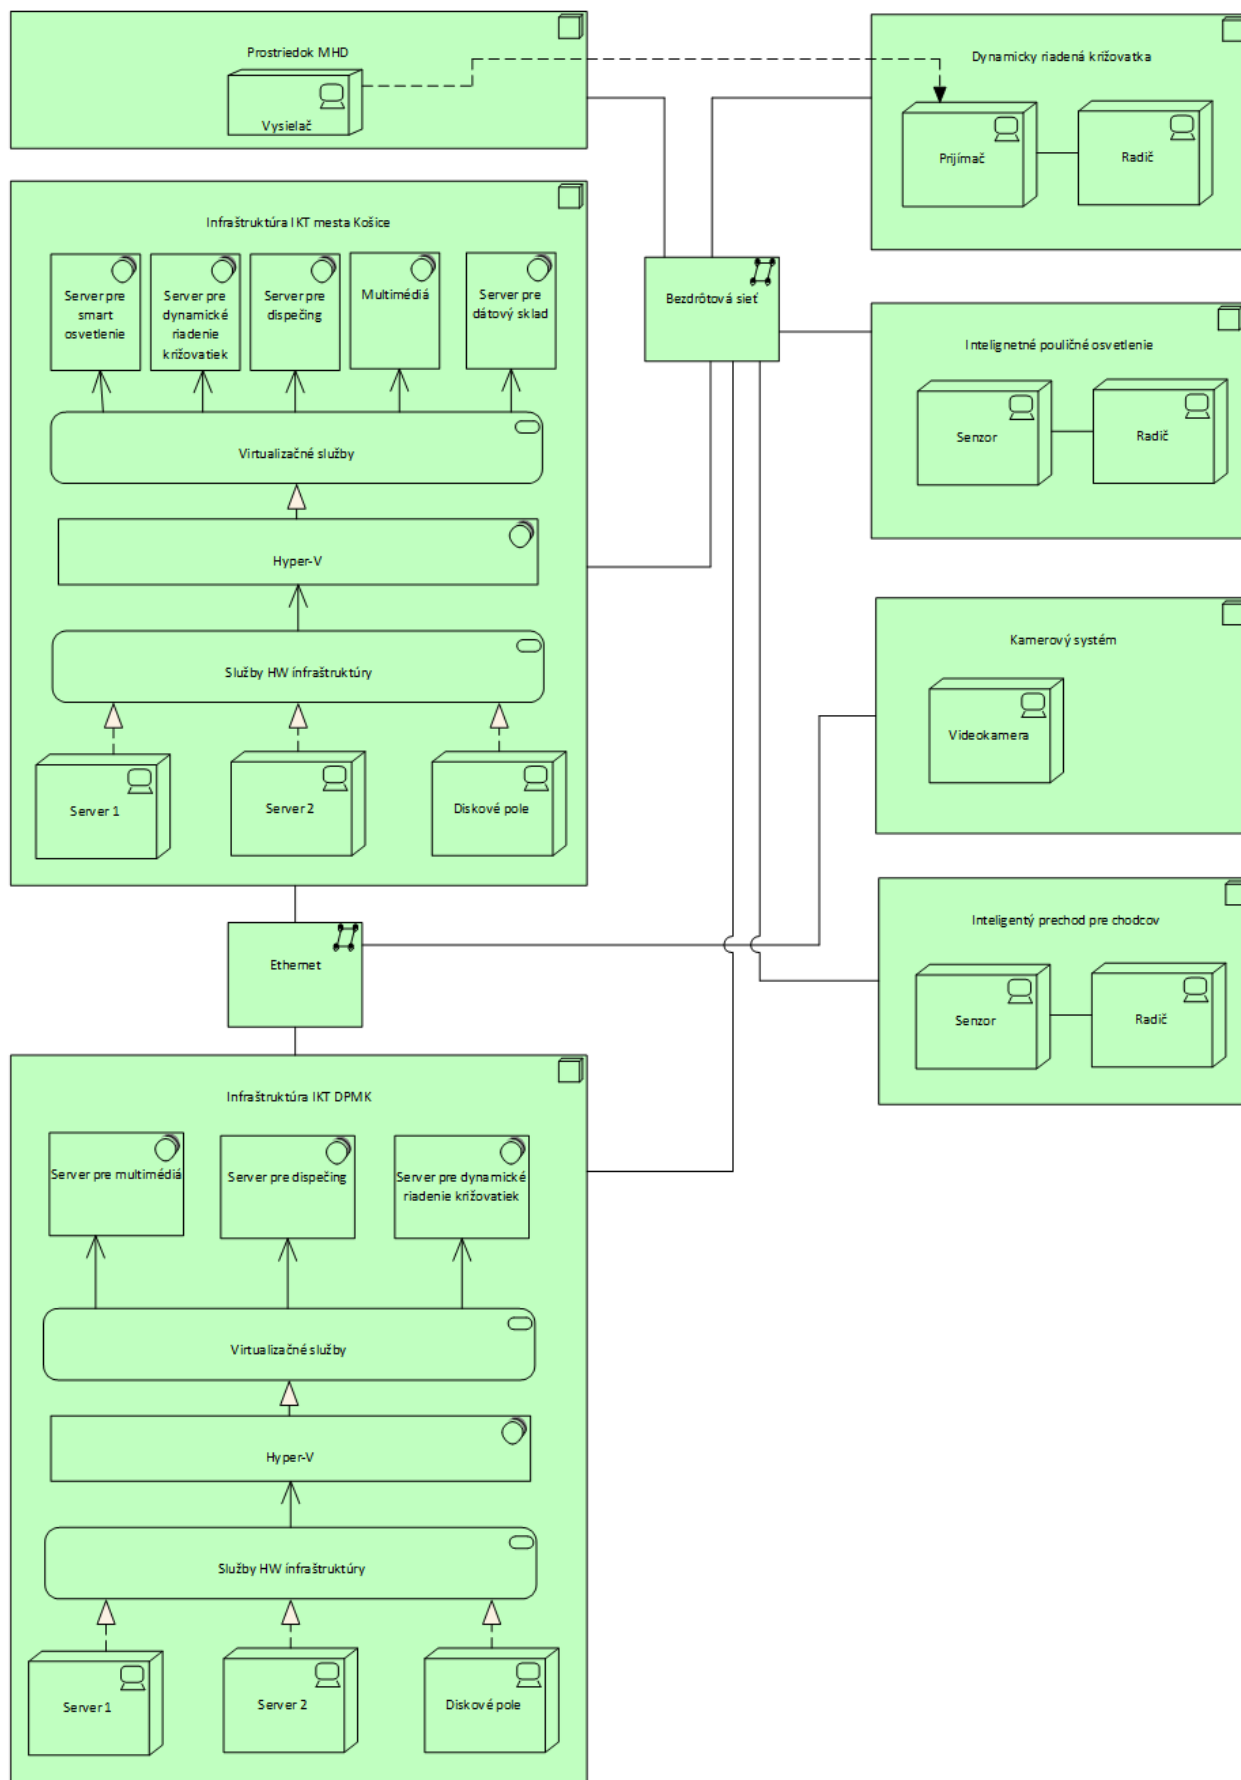 Prostriedok MHD
Vysielač
Dynamicky riadená križovatka
Prijímač
Radič
Infraštruktúra IKT mesta Košice
Server pre
smart
osvetlenie
Server pre
dynamické
riadenie
križovatiek
Server pre
dispečing
Multimédiá
Server pre
dátový sklad
Virtualizačné služby
Hyper-V
Služby HW infraštruktúry
Server 1
Server 2
Diskové pole
Bezdrôtová sieť
Intelignetné pouličné osvetlenie
Senzor
Radič
Kamerový systém
Videokamera
Ethernet
Inteligentý prechod pre chodcov
Senzor
Radič
Infraštruktúra IKT DPMK
Server pre multimédiá
Server pre dispečing
Server pre dynamické
riadenie križovatiek
Virtualizačné služby
Hyper-V
Služby HW infraštruktúry
Server 1
Server 2
Diskové pole